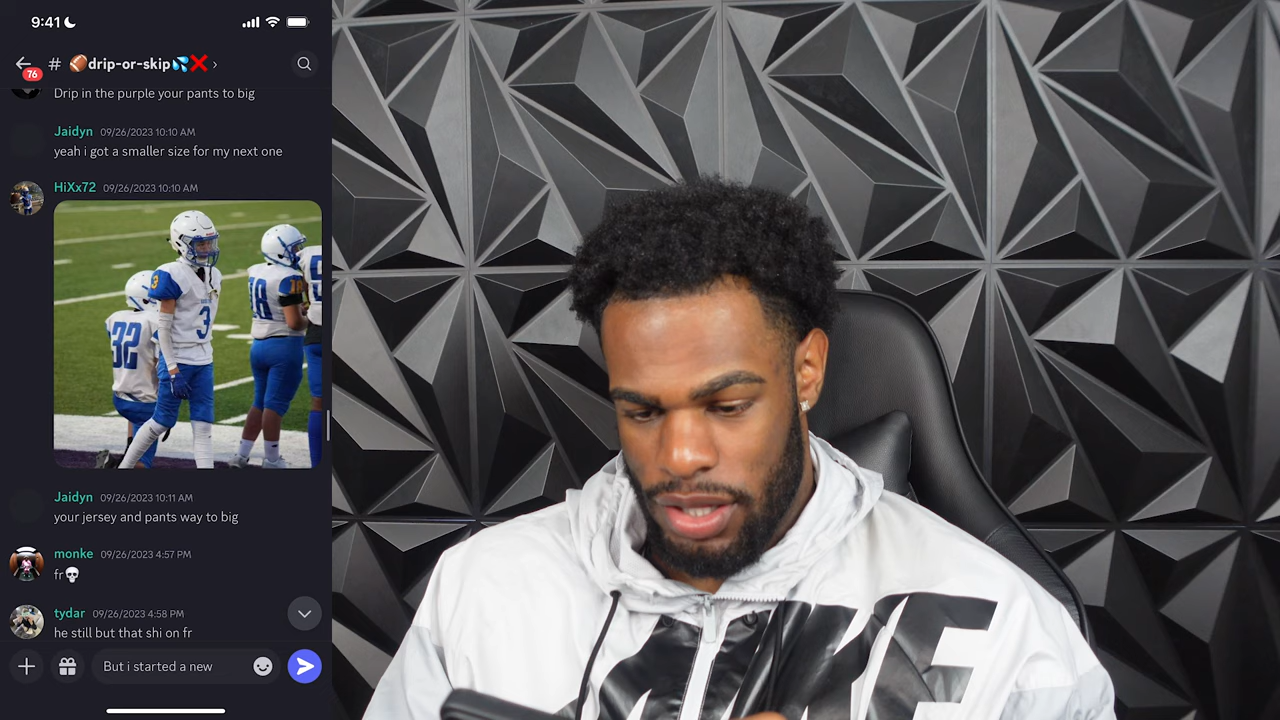 9:41
76
# 🏈drip-or-skip💦❌ ›
Drip in the purple your pants to big
Jaidyn 09/26/2023 10:10 AM
yeah i got a smaller size for my next one
HiXx72 09/26/2023 10:10 AM
3
32
78
Jaidyn 09/26/2023 10:11 AM
your jersey and pants way to big
monke 09/26/2023 4:57 PM
fr💀
tydar 09/26/2023 4:58 PM
he still but that shi on fr
But i started a new